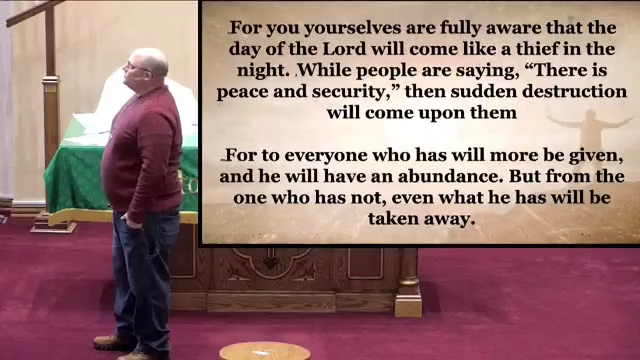 For you yourselves are fully aware that the
day of the Lord will come like a thief in the
night. While people are saying, “There is
peace and security,” then sudden destruction
will come upon them
For to everyone who has will more be given,
and he will have an abundance. But from the
one who has not, even what he has will be
taken away.